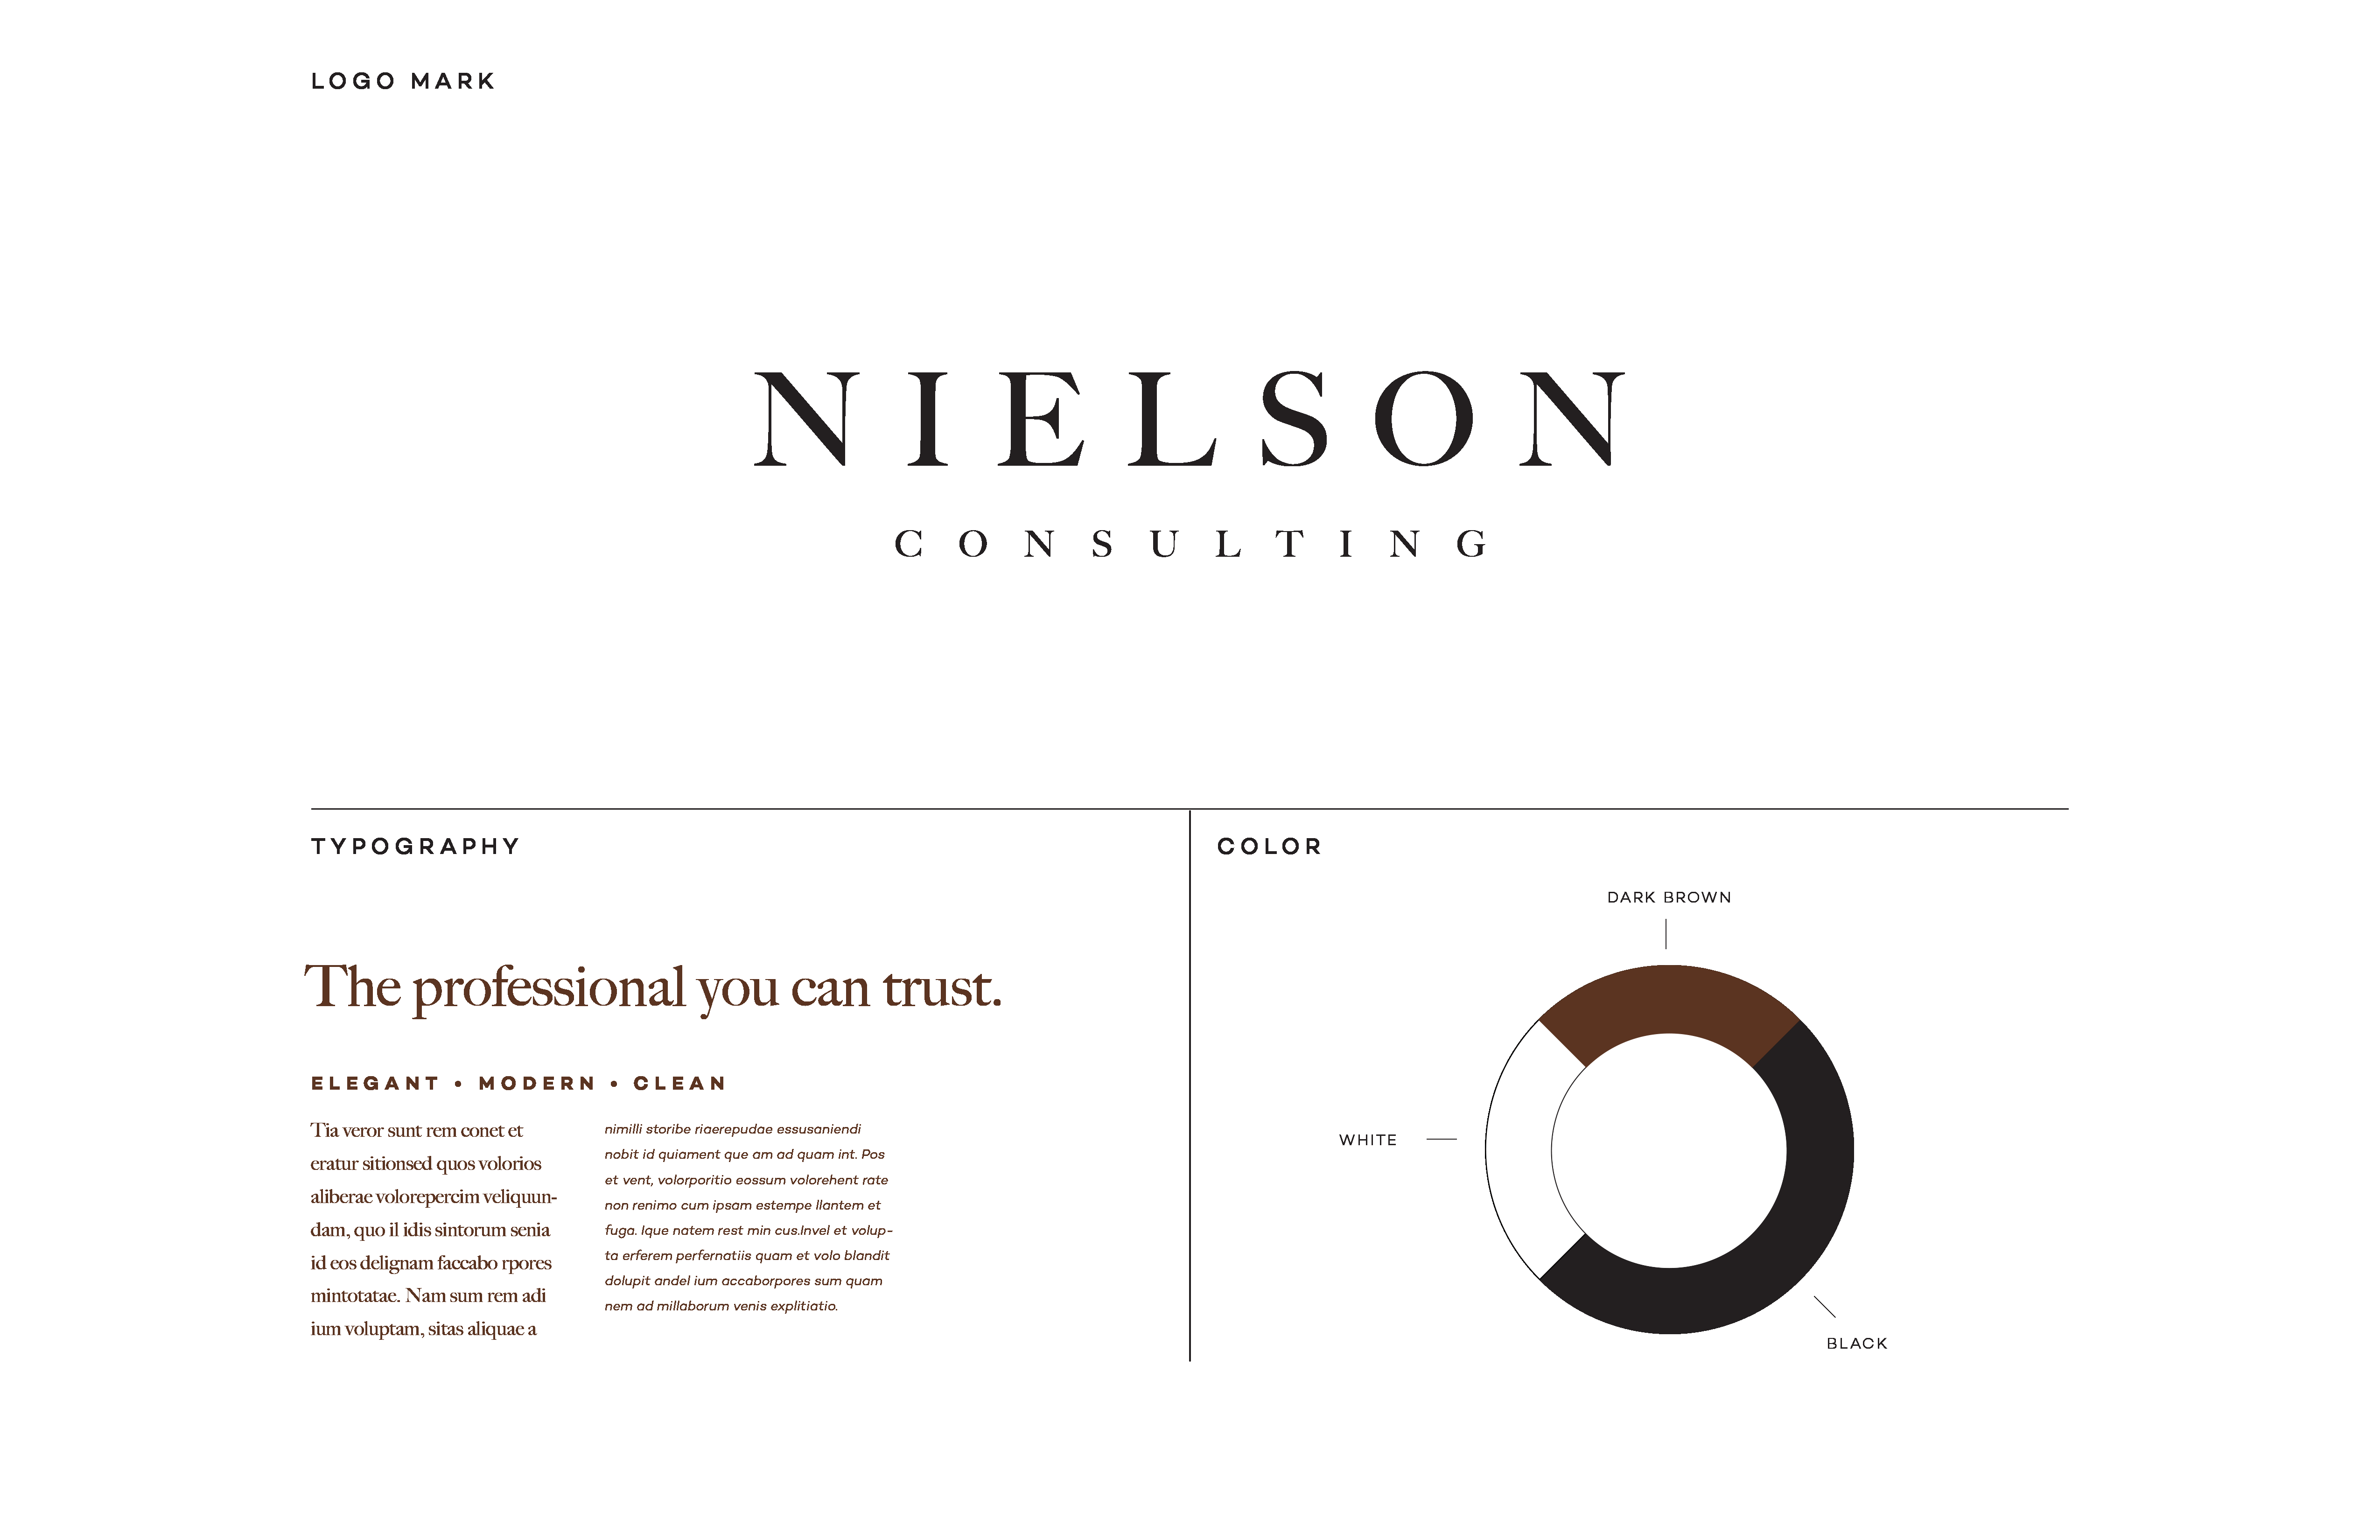 LOGO MARK
NIELSON
CONSULTING
TYPOGRAPHY
The professional you can trust.
ELEGANT • MODERN • CLEAN
Tia veror sunt rem conet et
eratur sitionsed quos volorios
aliberae volorepercim veliquun-
dam, quo il idis sintorum senia
id eos delignam faccabo rpores
mintotatae. Nam sum rem adi
ium voluptam, sitas aliquae a
nimilli storibe riaerepudae essusaniendi
nobit id quiament que am ad quam int. Pos
et vent, volorporitio eossum volorehent rate
non renimo cum ipsam estempe llantem et
fuga. Ique natem rest min cus.Invel et volup-
ta erferem perfernatiis quam et volo blandit
dolupit andel ium accaborpores sum quam
nem ad millaborum venis explitiatio.
COLOR
DARK BROWN
WHITE
BLACK